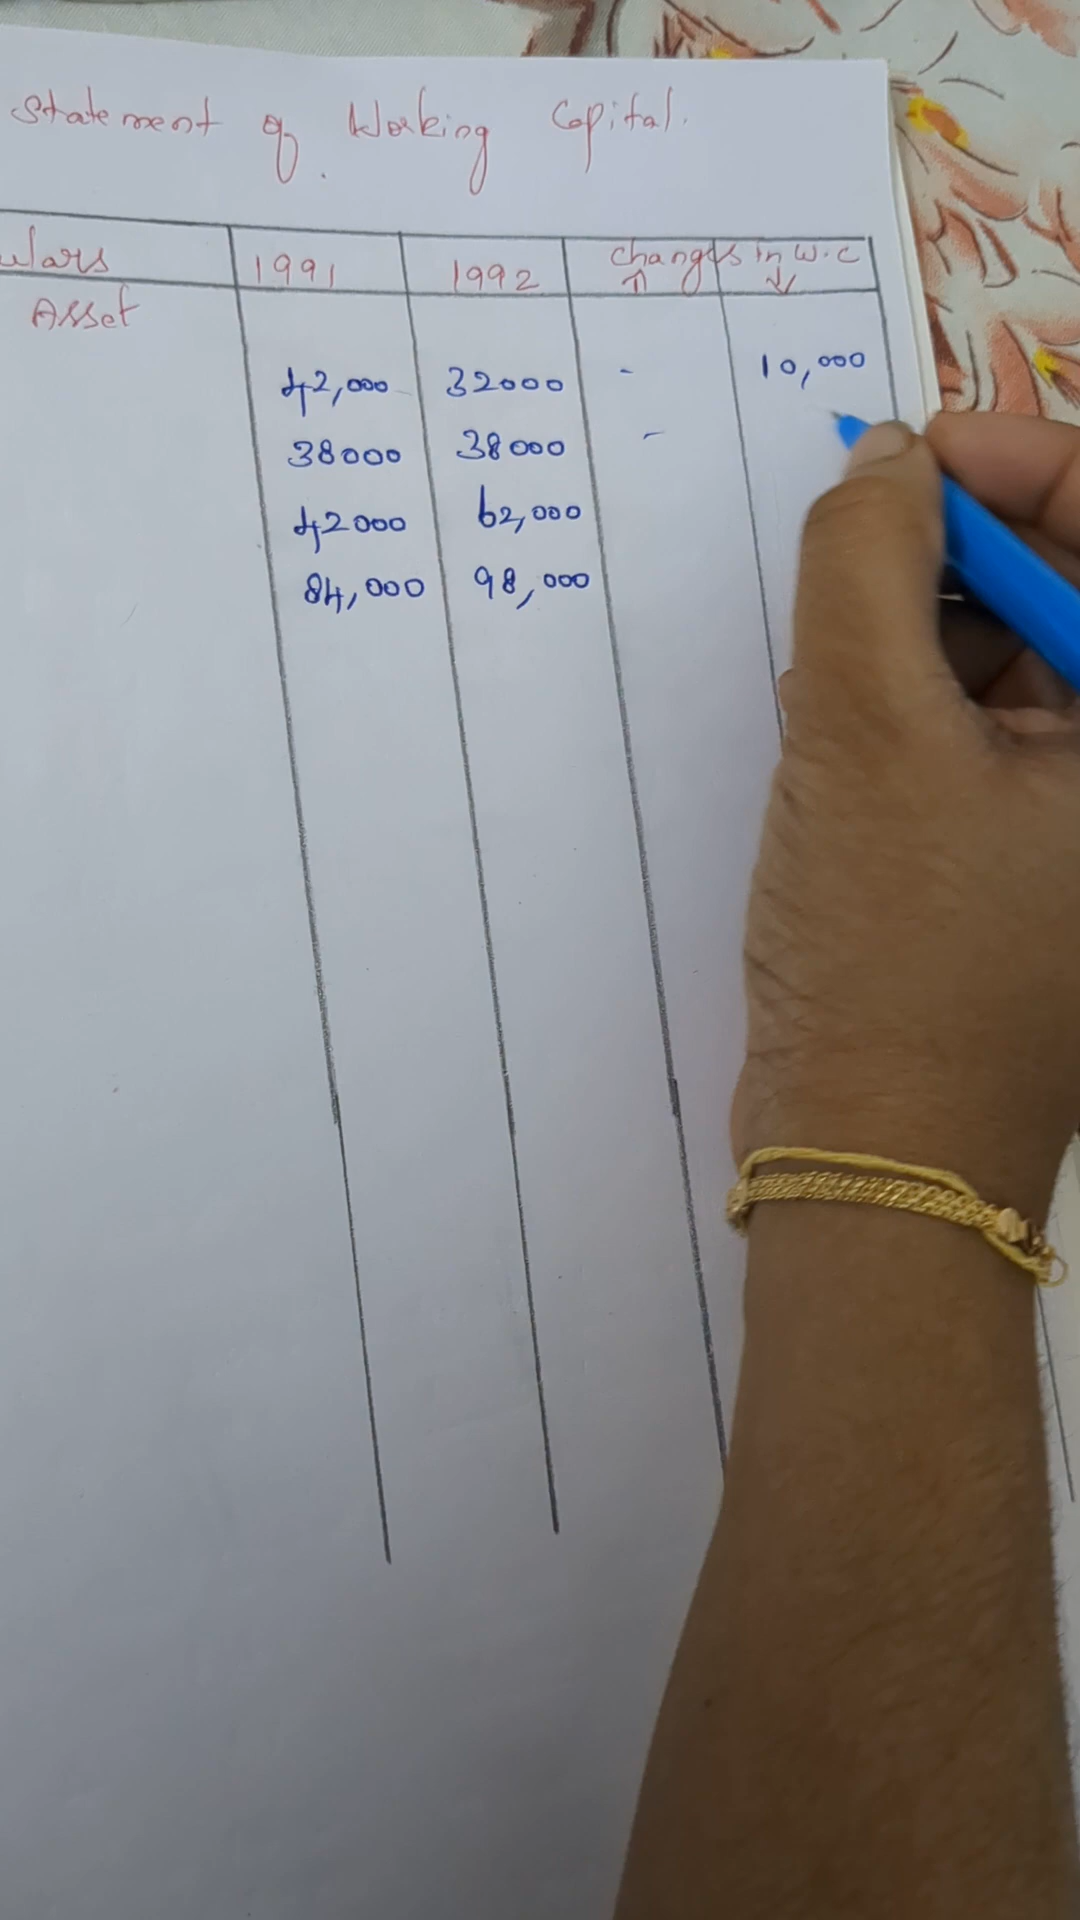 Statement of Working Capital.
ulars 1991 1992 changes in w.c
Asset ↑ ↓
42,000 32000 - 10,000
38000 38000 -
42000 62,000
84,000 98,000